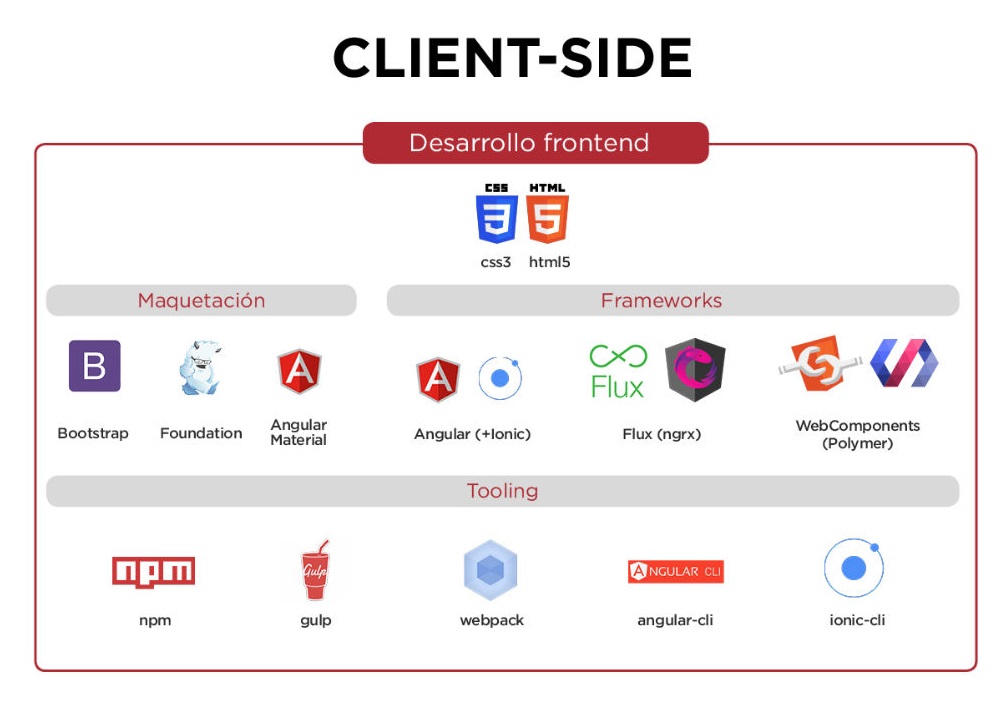 CLIENT-SIDE
Desarrollo frontend
CSS HTML
3 5
css3 html5
Maquetación
Frameworks
B
A
A
Flux
Bootstrap
Foundation
Angular
Material
Angular (+Ionic)
Flux (ngrx)
WebComponents
(Polymer)
Tooling
npm
Gulp
ANGULAR CLI
npm
gulp
webpack
angular-cli
ionic-cli